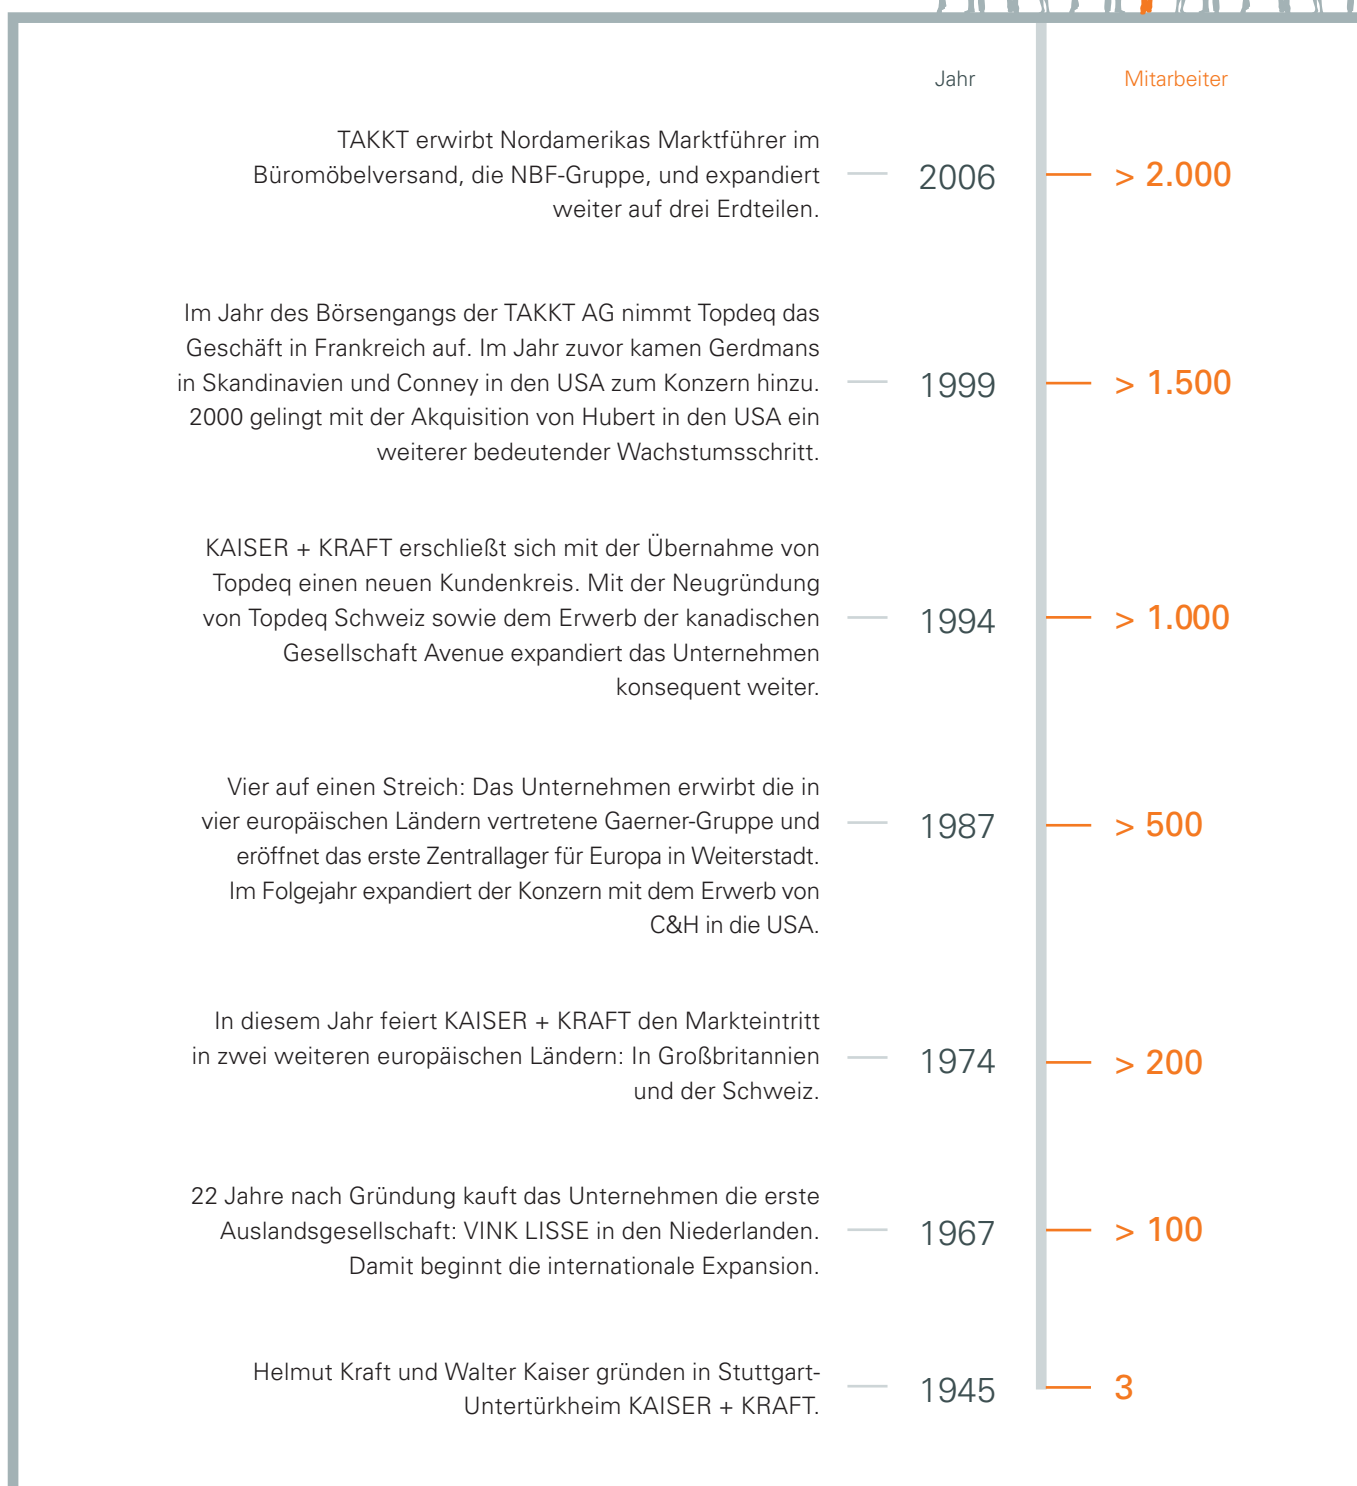 Jahr
Mitarbeiter
TAKKT erwirbt Nordamerikas Marktführer im
Büromöbelversand, die NBF-Gruppe, und expandiert
weiter auf drei Erdteilen.
2006
> 2.000
Im Jahr des Börsengangs der TAKKT AG nimmt Topdeq das
Geschäft in Frankreich auf. Im Jahr zuvor kamen Gerdmans
in Skandinavien und Conney in den USA zum Konzern hinzu.
2000 gelingt mit der Akquisition von Hubert in den USA ein
weiterer bedeutender Wachstumsschritt.
1999
> 1.500
KAISER + KRAFT erschließt sich mit der Übernahme von
Topdeq einen neuen Kundenkreis. Mit der Neugründung
von Topdeq Schweiz sowie dem Erwerb der kanadischen
Gesellschaft Avenue expandiert das Unternehmen
konsequent weiter.
1994
> 1.000
Vier auf einen Streich: Das Unternehmen erwirbt die in
vier europäischen Ländern vertretene Gaerner-Gruppe und
eröffnet das erste Zentrallager für Europa in Weiterstadt.
Im Folgejahr expandiert der Konzern mit dem Erwerb von
C&H in die USA.
1987
> 500
In diesem Jahr feiert KAISER + KRAFT den Markteintritt
in zwei weiteren europäischen Ländern: In Großbritannien
und der Schweiz.
1974
> 200
22 Jahre nach Gründung kauft das Unternehmen die erste
Auslandsgesellschaft: VINK LISSE in den Niederlanden.
Damit beginnt die internationale Expansion.
1967
> 100
Helmut Kraft und Walter Kaiser gründen in Stuttgart-
Untertürkheim KAISER + KRAFT.
1945
3